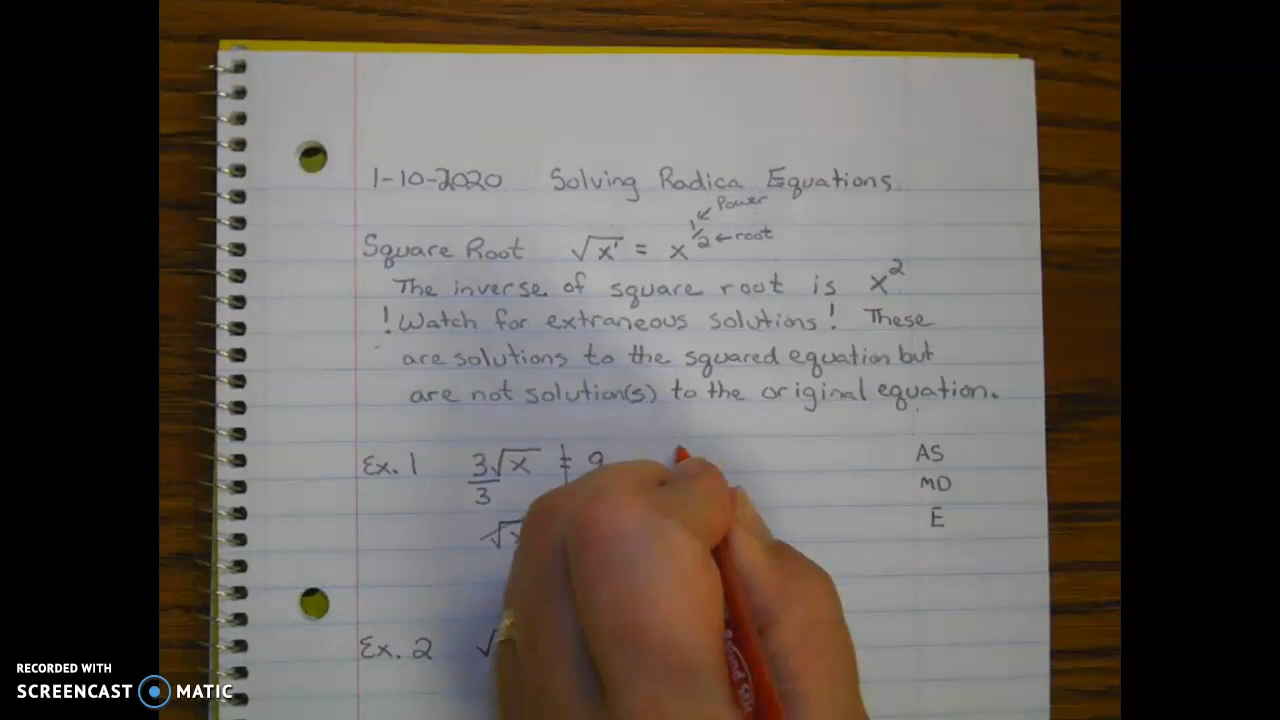 1-10-2020 Solving Radica Equations
Power
Square Root √x = x^1/2 ← root
The inverse of square root is x^2
! Watch for extraneous solutions! These
are solutions to the squared equation but
are not solution(s) to the original equation.
Ex. 1 3√x = 9 AS
3 MD
√x E
Ex. 2 √
RECORDED WITH
SCREENCAST MATIC